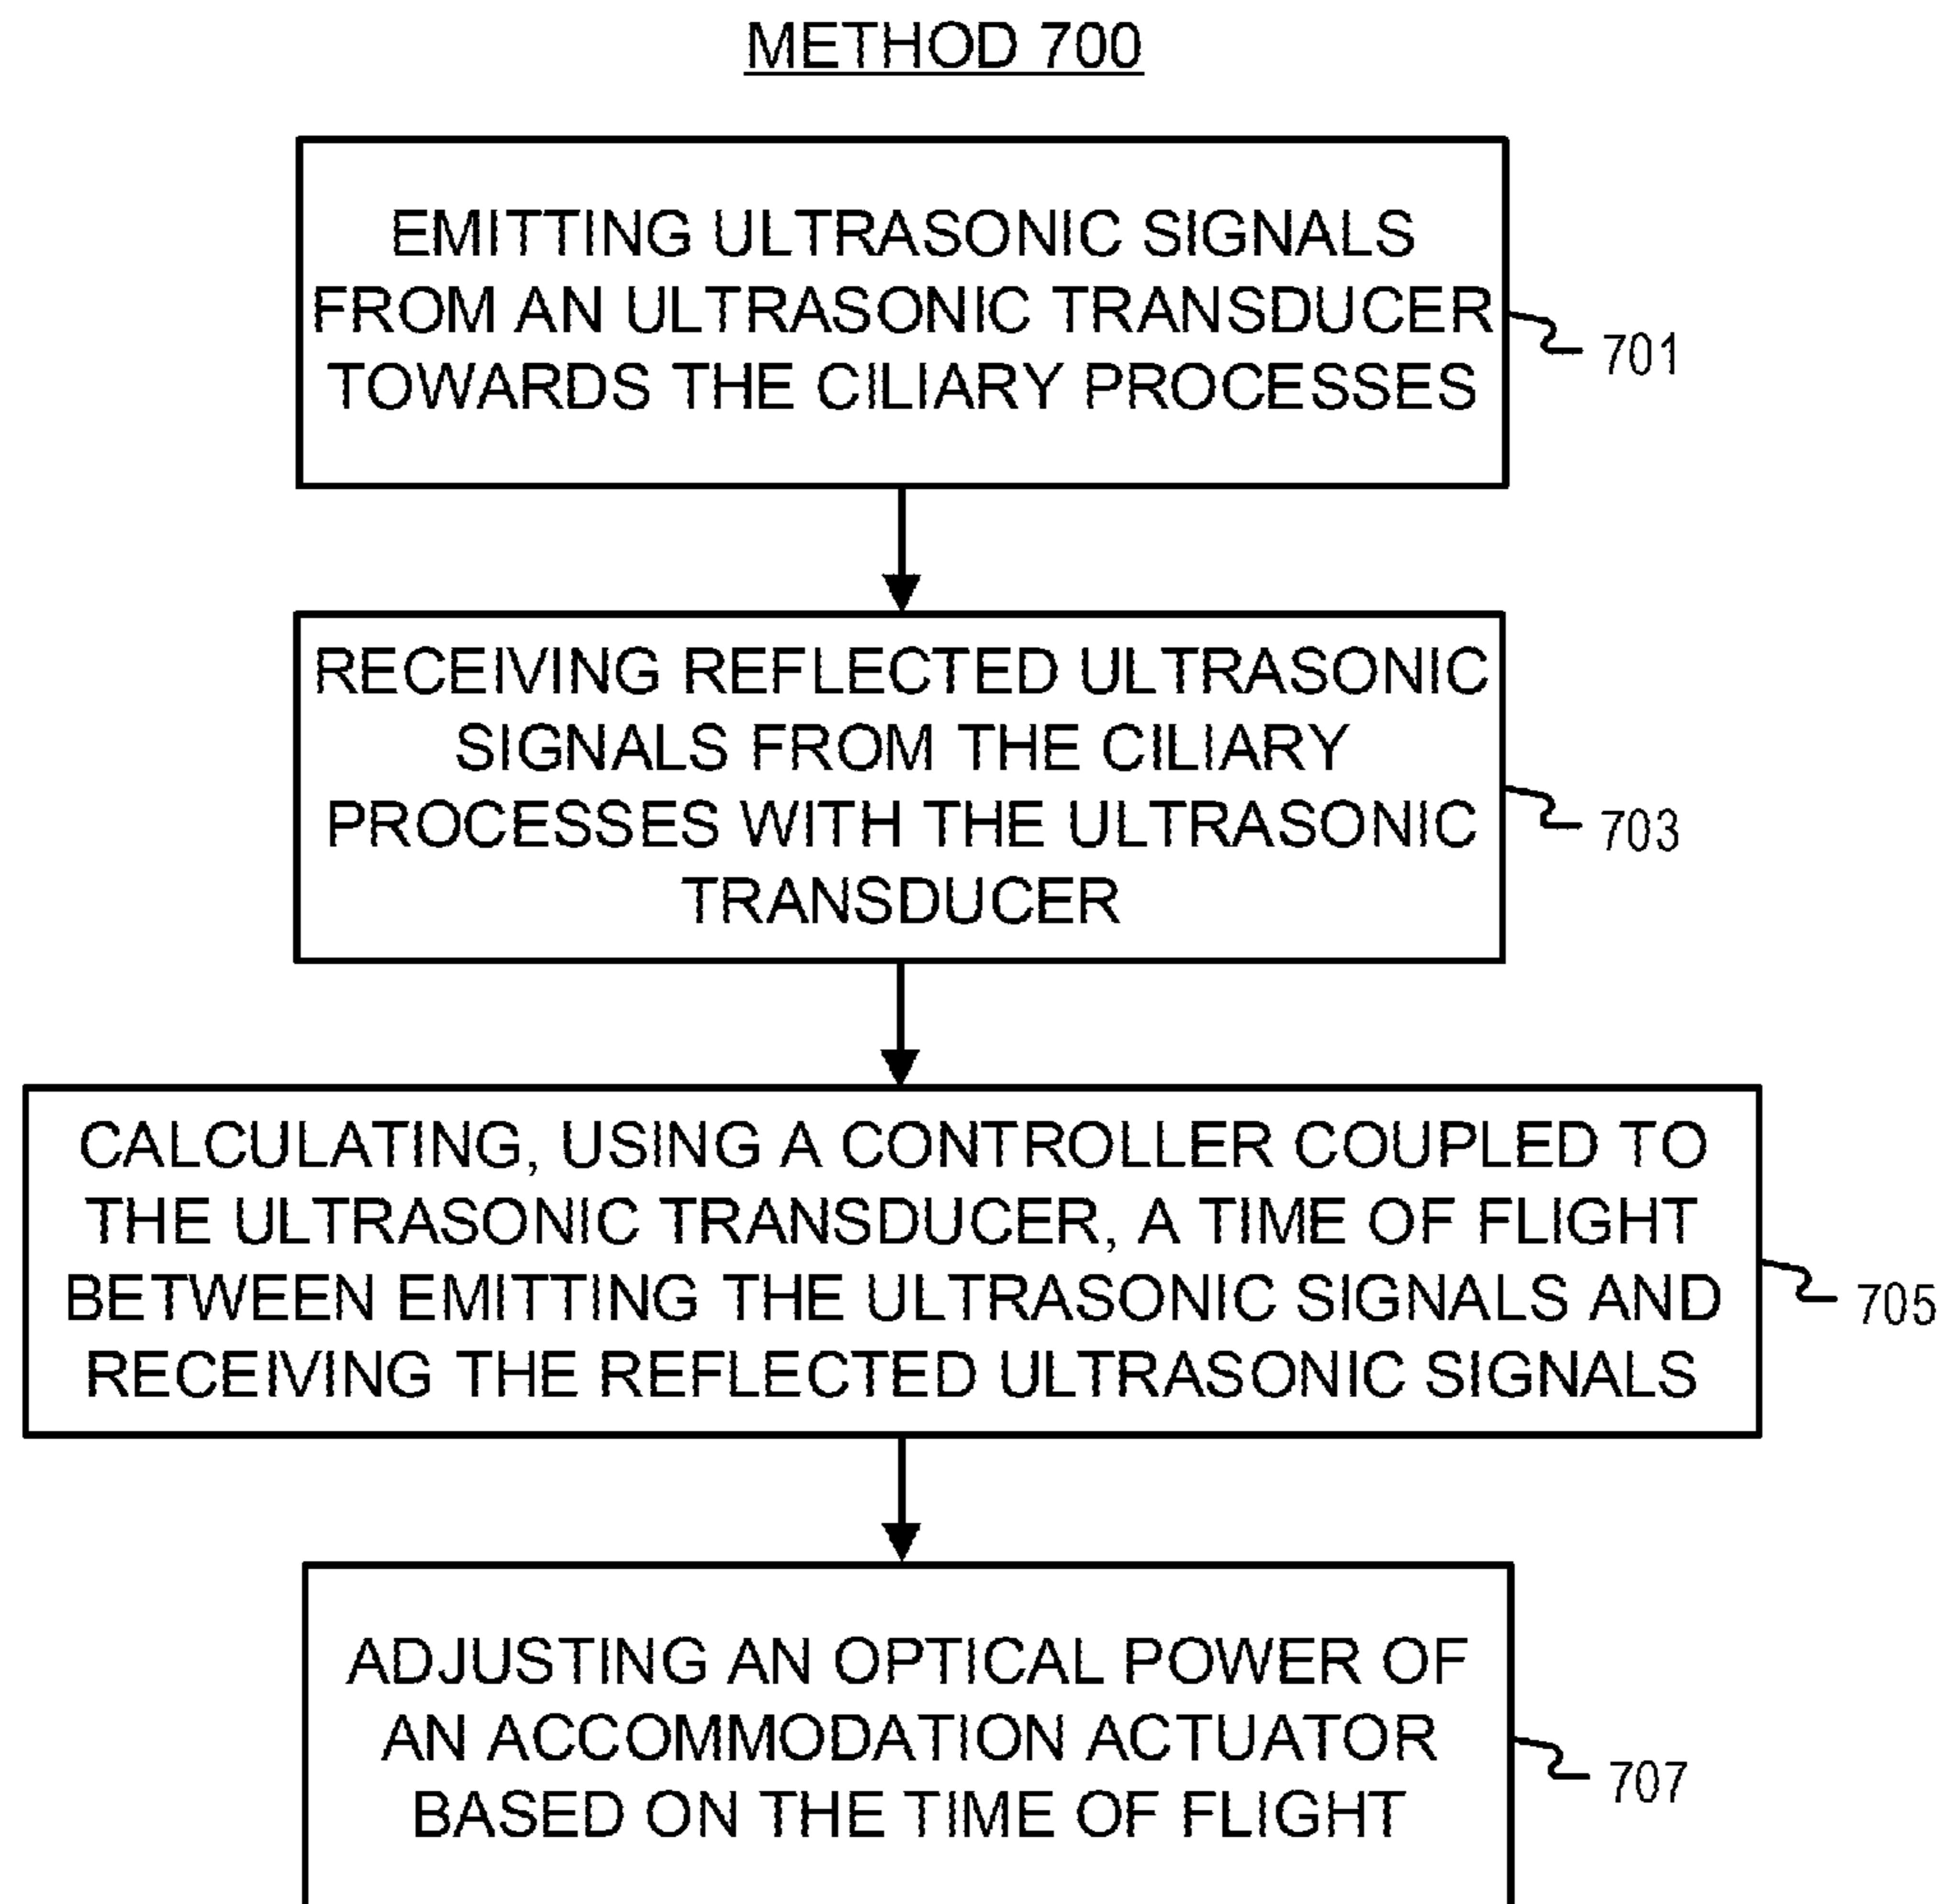 METHOD 700
EMITTING ULTRASONIC SIGNALS
FROM AN ULTRASONIC TRANSDUCER
TOWARDS THE CILIARY PROCESSES
701
RECEIVING REFLECTED ULTRASONIC
SIGNALS FROM THE CILIARY
PROCESSES WITH THE ULTRASONIC
TRANSDUCER
703
CALCULATING, USING A CONTROLLER COUPLED TO
THE ULTRASONIC TRANSDUCER, A TIME OF FLIGHT
BETWEEN EMITTING THE ULTRASONIC SIGNALS AND
RECEIVING THE REFLECTED ULTRASONIC SIGNALS
705
ADJUSTING AN OPTICAL POWER OF
AN ACCOMMODATION ACTUATOR
BASED ON THE TIME OF FLIGHT
707